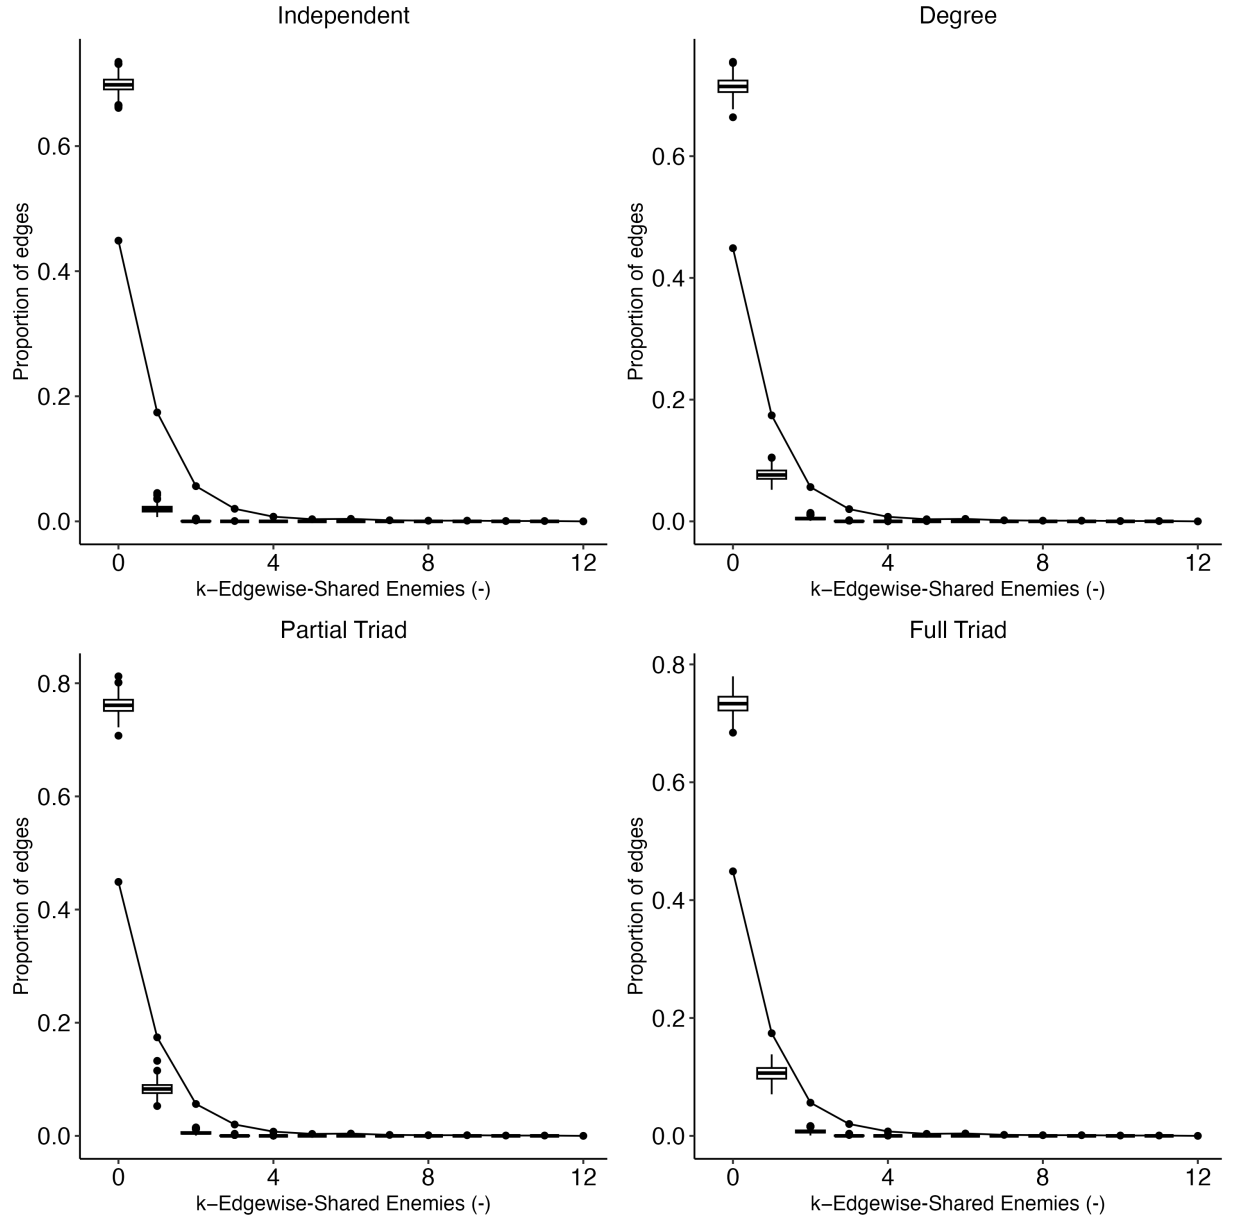 Independent
Proportion of edges
0.6
0.4
0.2
0.0
0 4 8 12
k−Edgewise-Shared Enemies (-)
Degree
Proportion of edges
0.6
0.4
0.2
0.0
0 4 8 12
k−Edgewise-Shared Enemies (-)
Partial Triad
Proportion of edges
0.8
0.6
0.4
0.2
0.0
0 4 8 12
k−Edgewise-Shared Enemies (-)
Full Triad
Proportion of edges
0.8
0.6
0.4
0.2
0.0
0 4 8 12
k−Edgewise-Shared Enemies (-)